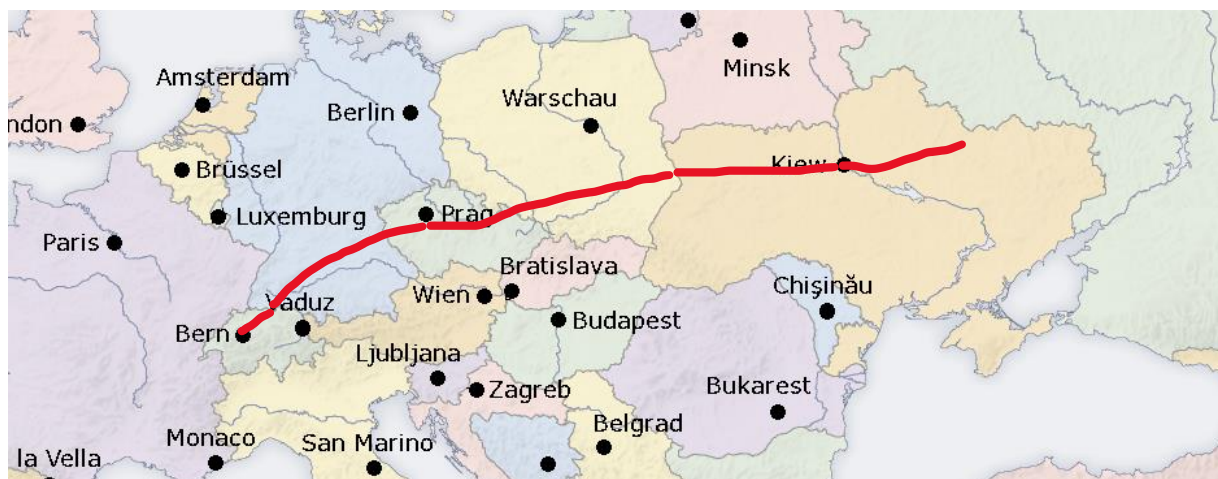 Minsk
Amsterdam
Berlin
Warschau
ndon
Kiew
Brüssel
Luxemburg
Prag
Paris
Bratislava
Vaduz
Wien
Chişinău
Bern
Budapest
Ljubljana
Zagreb
Bukarest
Belgrad
Monaco
San Marino
la Vella